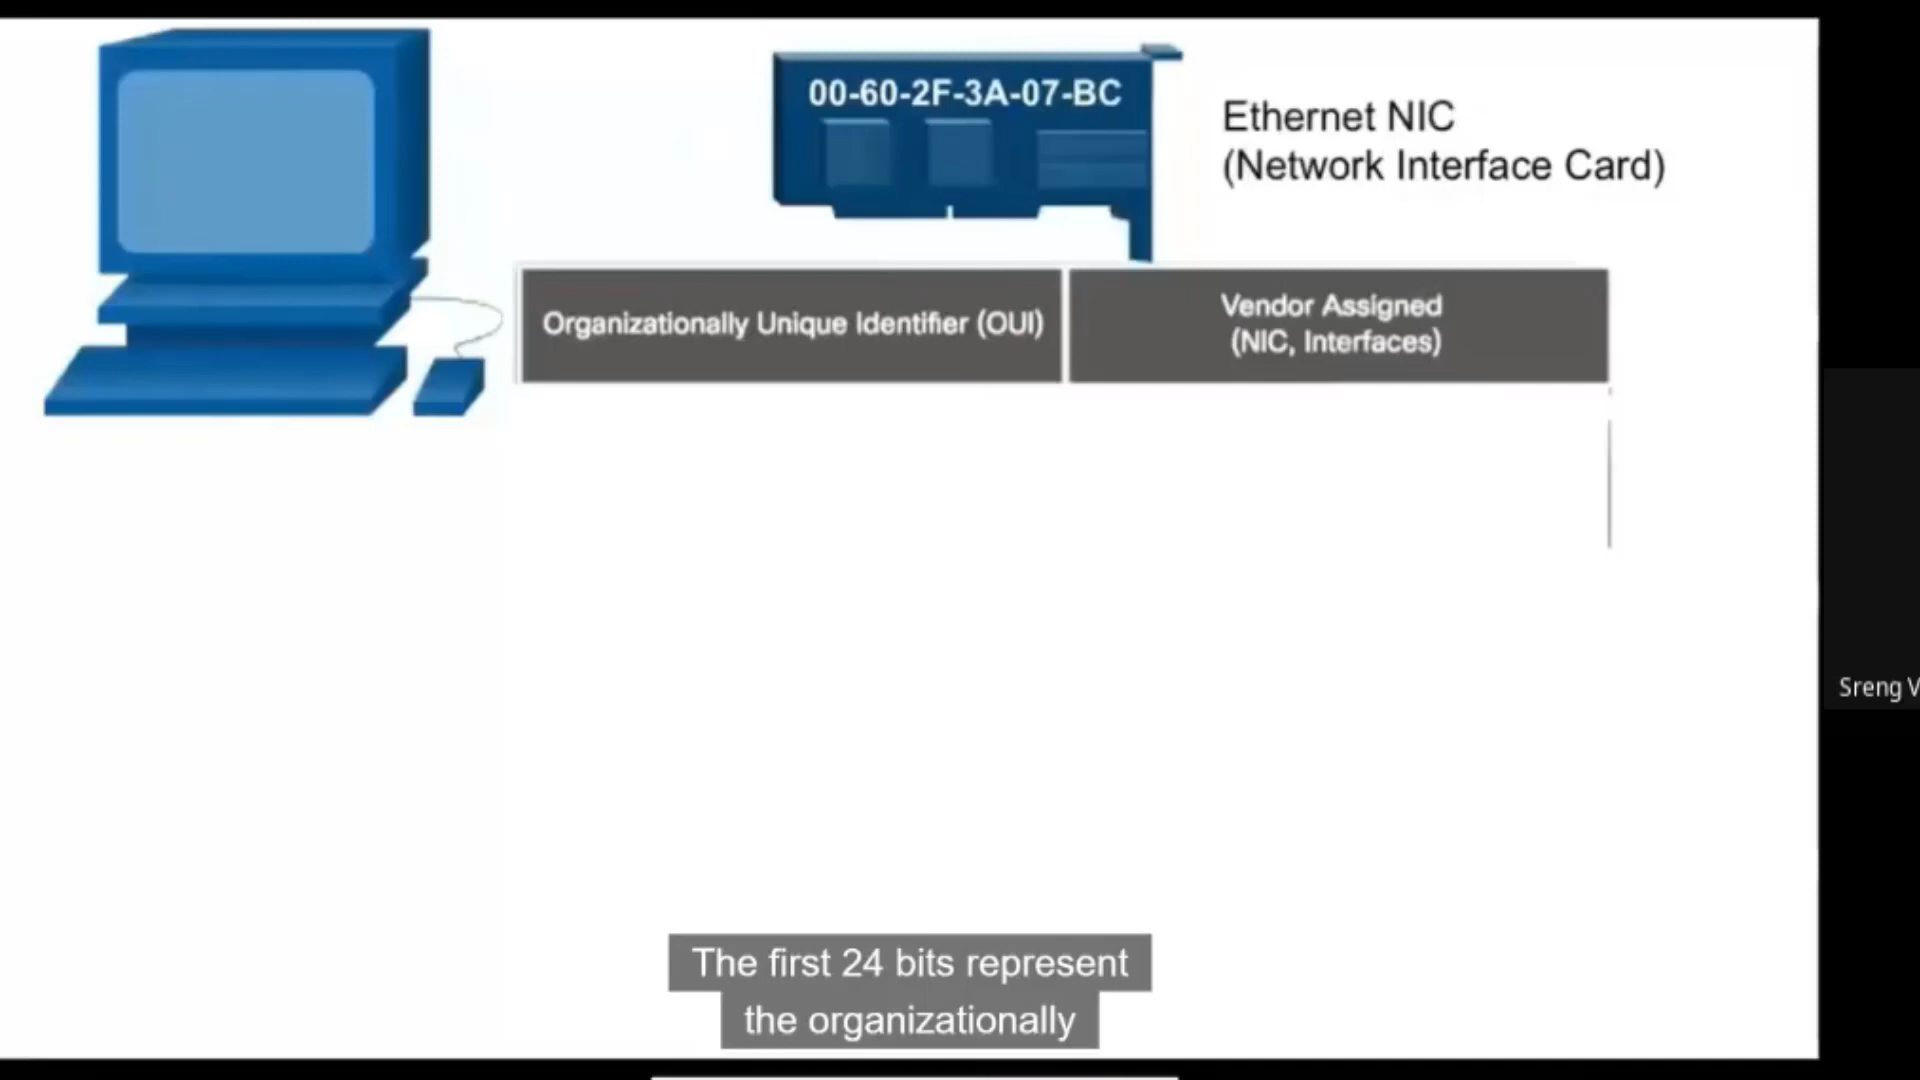 00-60-2F-3A-07-BC
Ethernet NIC
(Network Interface Card)
Organizationally Unique Identifier (OUI)
Vendor Assigned
(NIC, Interfaces)
Sreng V
The first 24 bits represent
the organizationally